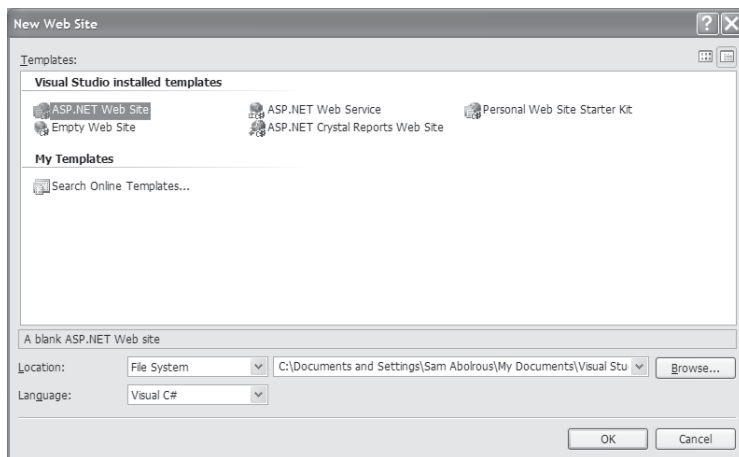 New Web Site
Templates:
Visual Studio installed templates
ASP.NET Web Site
ASP.NET Web Service
Personal Web Site Starter Kit
Empty Web Site
ASP.NET Crystal Reports Web Site
My Templates
Search Online Templates...
A blank ASP.NET Web site
Location: File System C:\Documents and Settings\Sam Abolrous\My Documents\Visual Stu Browse...
Language: Visual C#
OK Cancel